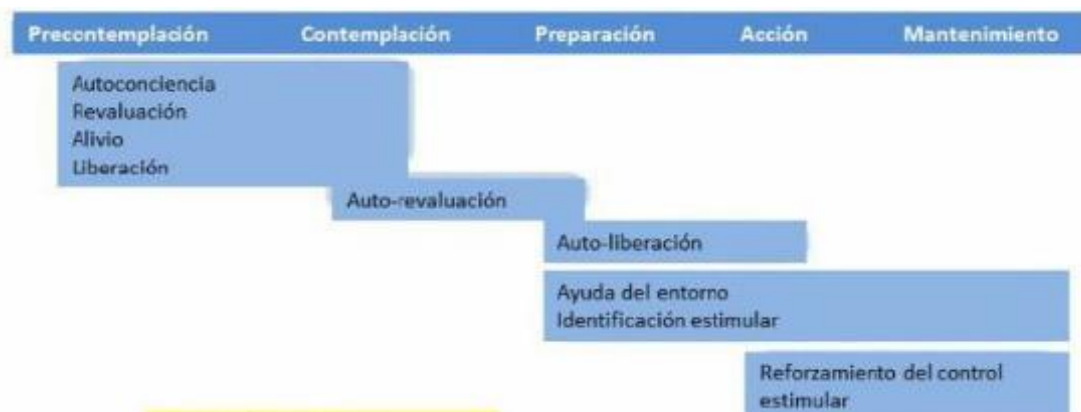 Precontemplación Contemplación Preparación Acción Mantenimiento
Autoconciencia
Revaluación
Alivio
Liberación
Auto-revaluación
Auto-liberación
Ayuda del entorno
Identificación estimular
Reforzamiento del control
estimular